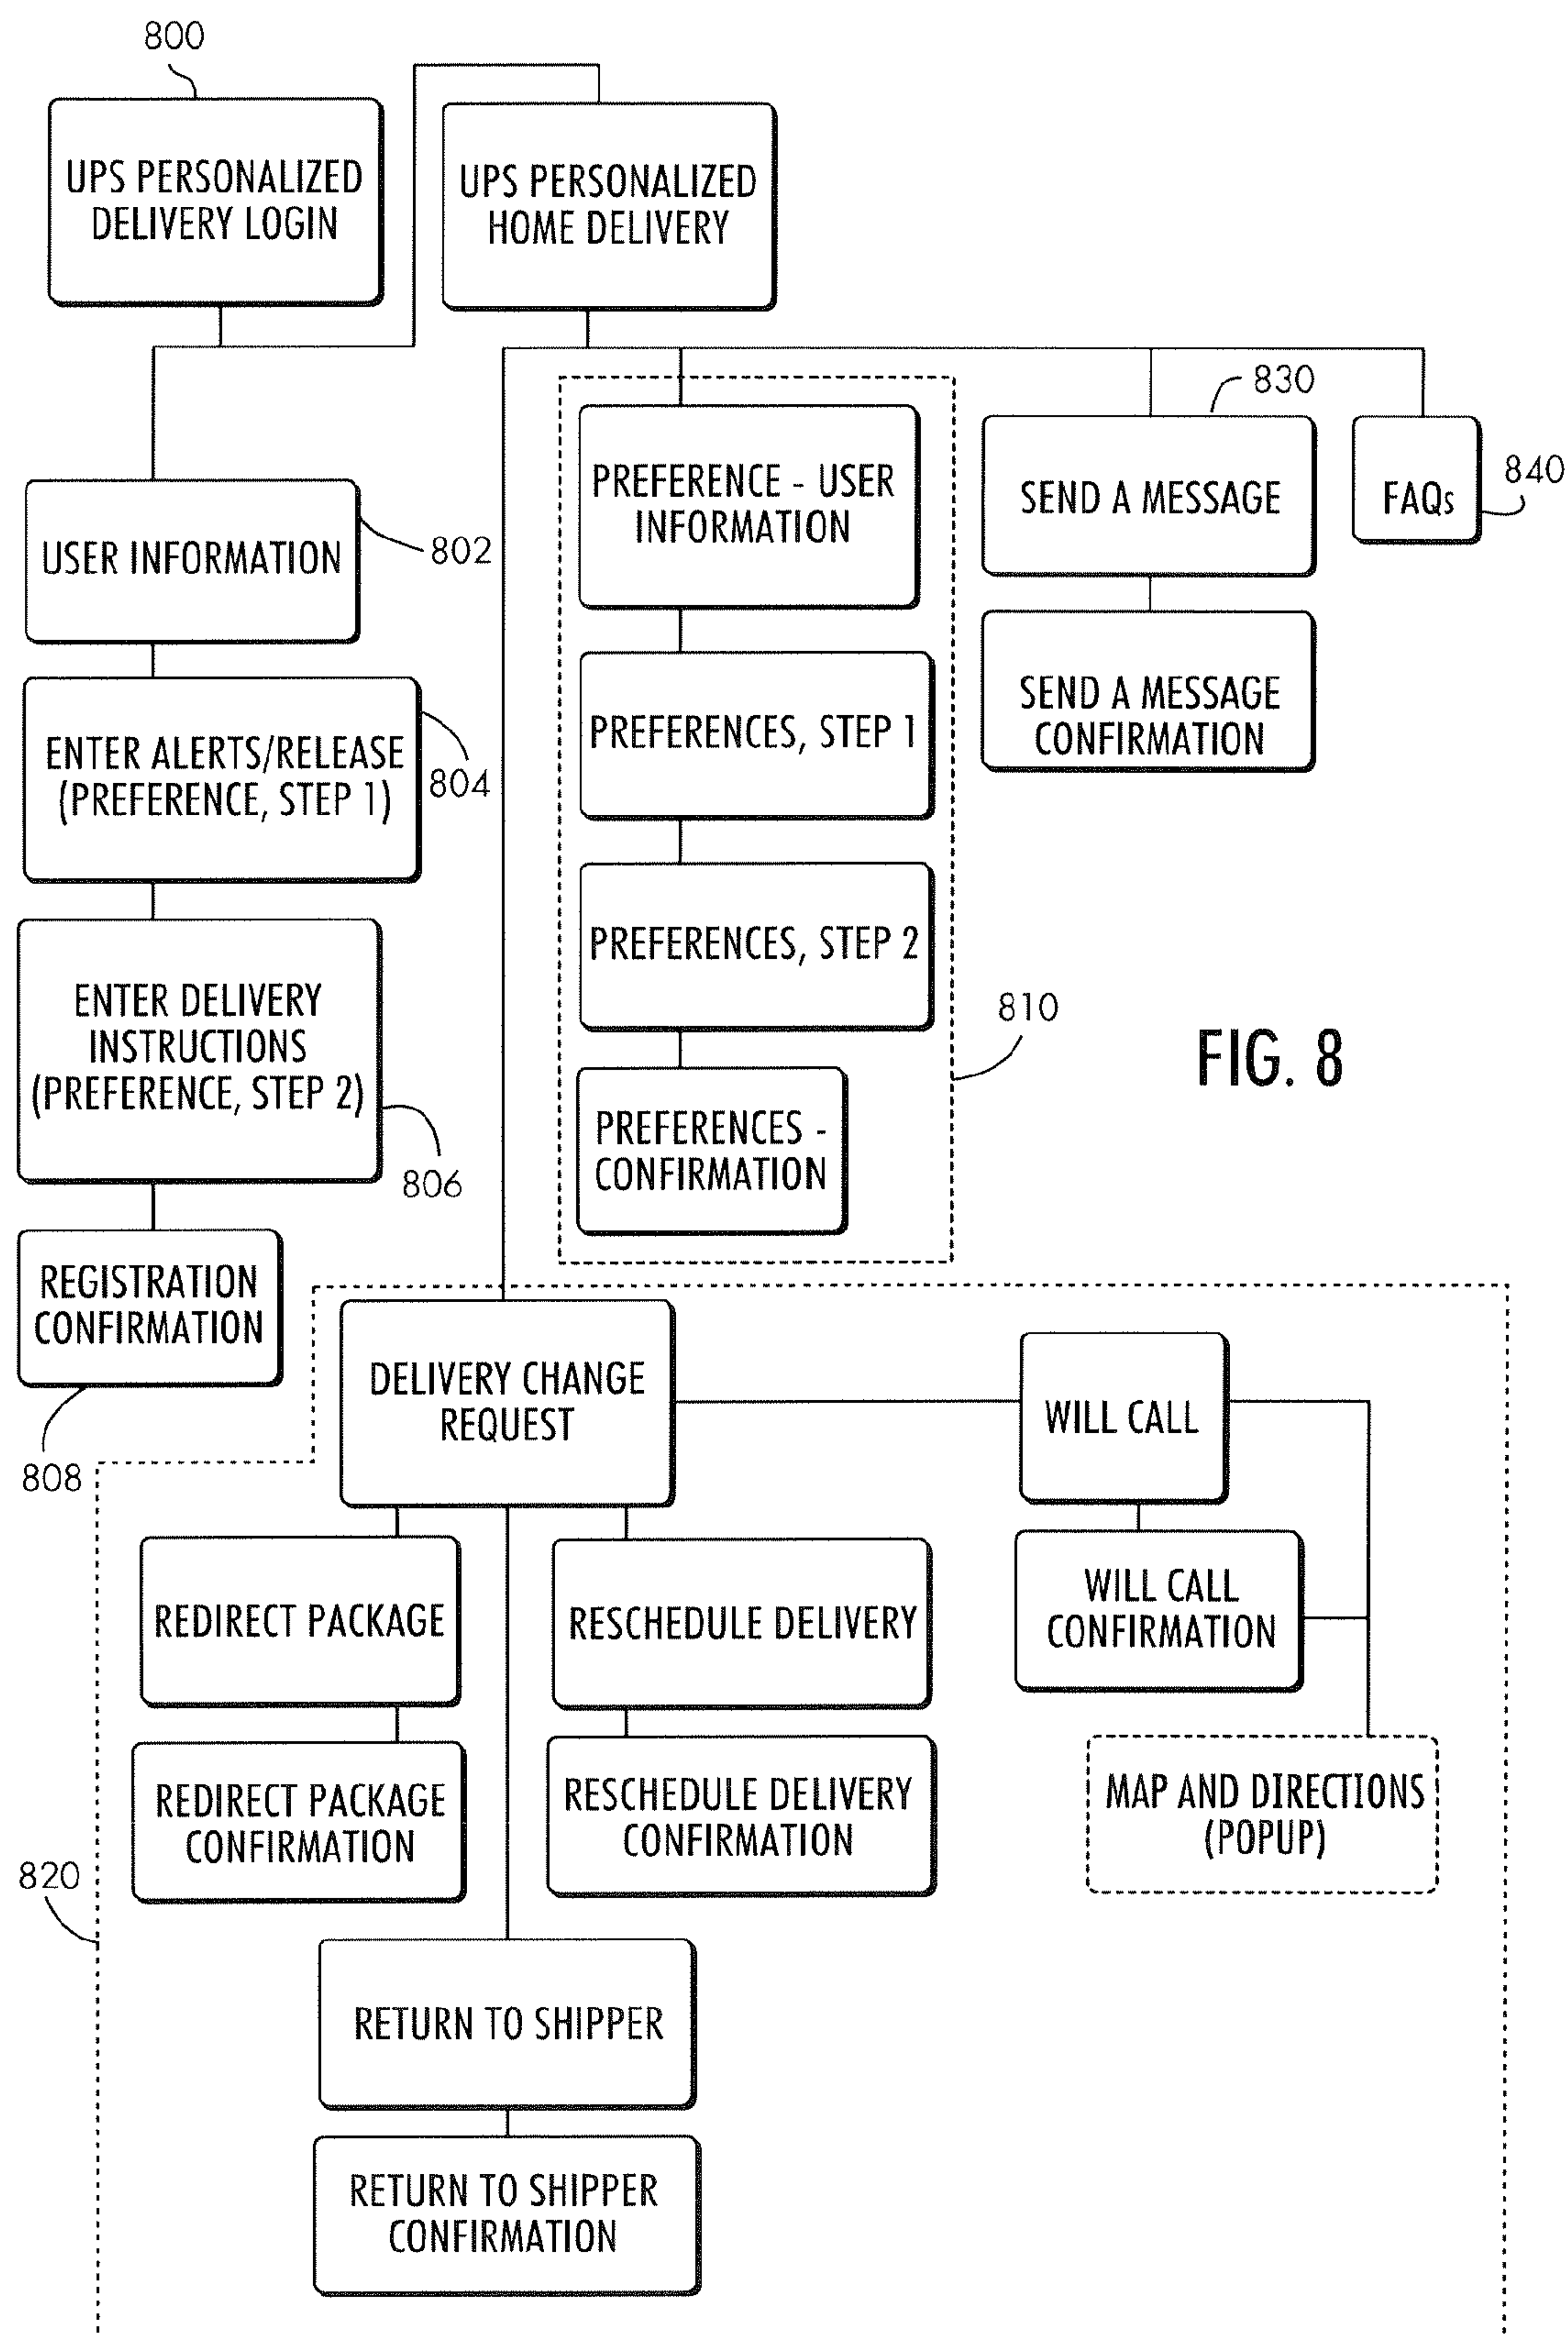 800
UPS PERSONALIZED
DELIVERY LOGIN
UPS PERSONALIZED
HOME DELIVERY
USER INFORMATION
802
ENTER ALERTS/RELEASE
(PREFERENCE, STEP 1)
804
ENTER DELIVERY
INSTRUCTIONS
(PREFERENCE, STEP 2)
806
REGISTRATION
CONFIRMATION
808
PREFERENCE - USER
INFORMATION
PREFERENCES, STEP 1
PREFERENCES, STEP 2
PREFERENCES -
CONFIRMATION
810
830
SEND A MESSAGE
SEND A MESSAGE
CONFIRMATION
FAQs
840
FIG. 8
DELIVERY CHANGE
REQUEST
WILL CALL
WILL CALL
CONFIRMATION
MAP AND DIRECTIONS
(POPUP)
REDIRECT PACKAGE
REDIRECT PACKAGE
CONFIRMATION
RESCHEDULE DELIVERY
RESCHEDULE DELIVERY
CONFIRMATION
820
RETURN TO SHIPPER
RETURN TO SHIPPER
CONFIRMATION